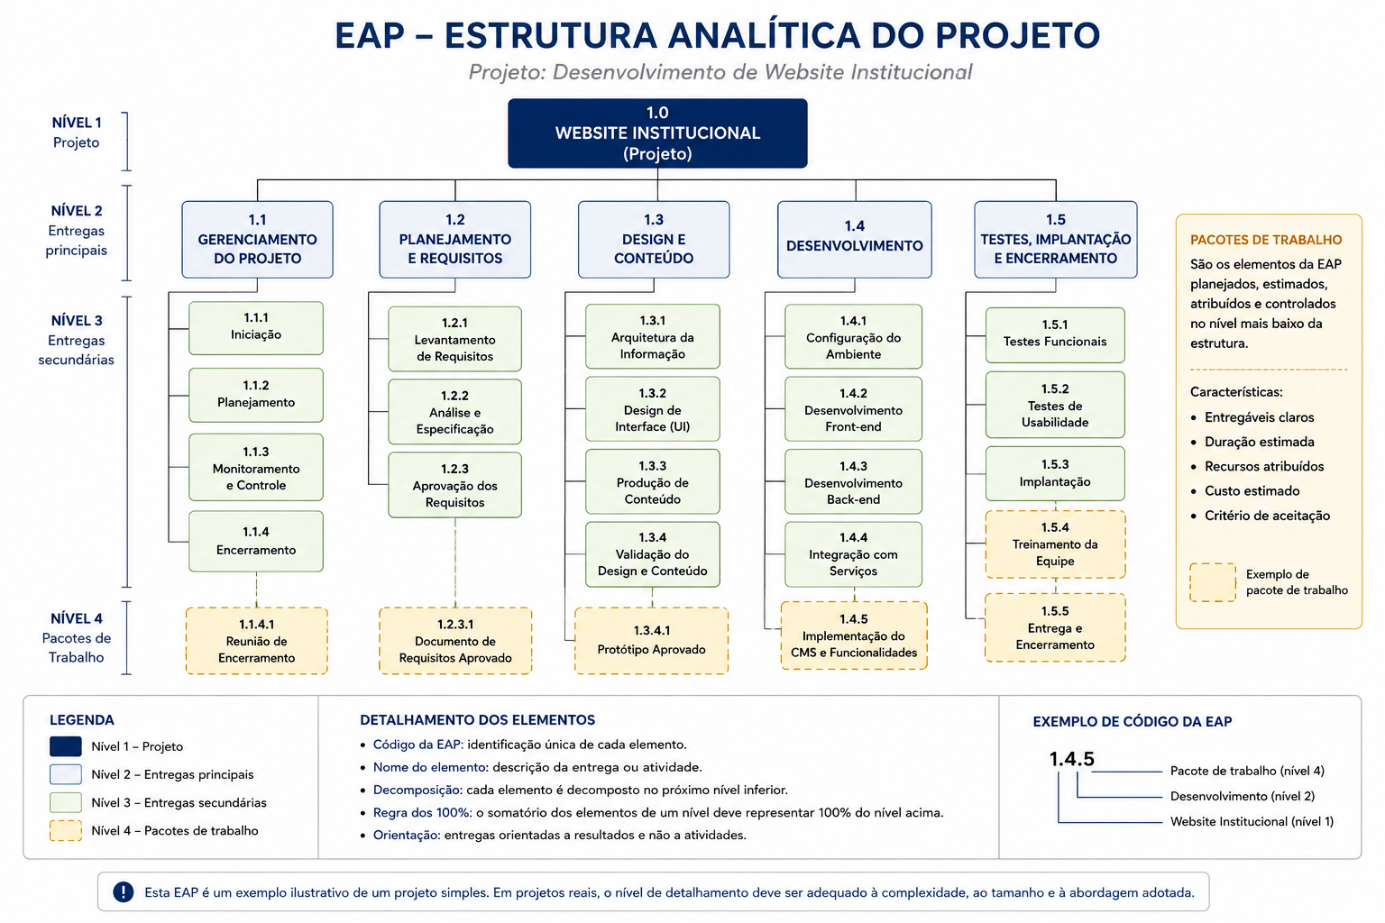 EAP – ESTRUTURA ANALÍTICA DO PROJETO
Projeto: Desenvolvimento de Website Institucional
NÍVEL 1
Projeto
1.0
WEBSITE INSTITUCIONAL
(Projeto)
NÍVEL 2
Entregas
principais
1.1
GERENCIAMENTO
DO PROJETO
1.2
PLANEJAMENTO
E REQUISITOS
1.3
DESIGN E
CONTEÚDO
1.4
DESENVOLVIMENTO
1.5
TESTES, IMPLANTAÇÃO
E ENCERRAMENTO
NÍVEL 3
Entregas
secundárias
1.1.1
Iniciação
1.1.2
Planejamento
1.1.3
Monitoramento
e Controle
1.1.4
Encerramento
1.2.1
Levantamento
de Requisitos
1.2.2
Análise e
Especificação
1.2.3
Aprovação dos
Requisitos
1.3.1
Arquitetura da
Informação
1.3.2
Design de
Interface (UI)
1.3.3
Produção de
Conteúdo
1.3.4
Validação do
Design e Conteúdo
1.4.1
Configuração do
Ambiente
1.4.2
Desenvolvimento
Front-end
1.4.3
Desenvolvimento
Back-end
1.4.4
Integração com
Serviços
1.5.1
Testes Funcionais
1.5.2
Testes de
Usabilidade
1.5.3
Implantação
1.5.4
Treinamento da
Equipe
NÍVEL 4
Pacotes de
Trabalho
1.1.4.1
Reunião de
Encerramento
1.2.3.1
Documento de
Requisitos Aprovado
1.3.4.1
Protótipo Aprovado
1.4.5
Implementação do
CMS e Funcionalidades
1.5.5
Entrega e
Encerramento
PACOTES DE TRABALHO
São os elementos da EAP
planejados, estimados,
atribuídos e controlados
no nível mais baixo da
estrutura.
Características:
• Entregáveis claros
• Duração estimada
• Recursos atribuídos
• Custo estimado
• Critério de aceitação
Exemplo de
pacote de trabalho
LEGENDA
Nível 1 – Projeto
Nível 2 – Entregas principais
Nível 3 – Entregas secundárias
Nível 4 – Pacotes de trabalho
DETALHAMENTO DOS ELEMENTOS
• Código da EAP: identificação única de cada elemento.
• Nome do elemento: descrição da entrega ou atividade.
• Decomposição: cada elemento é decomposto no próximo nível inferior.
• Regra dos 100%: o somatório dos elementos de um nível deve representar 100% do nível acima.
• Orientação: entregas orientadas a resultados e não a atividades.
EXEMPLO DE CÓDIGO DA EAP
1.4.5
Pacote de trabalho (nível 4)
Desenvolvimento (nível 2)
Website Institucional (nível 1)
! Esta EAP é um exemplo ilustrativo de um projeto simples. Em projetos reais, o nível de detalhamento deve ser adequado à complexidade, ao tamanho e à abordagem adotada.